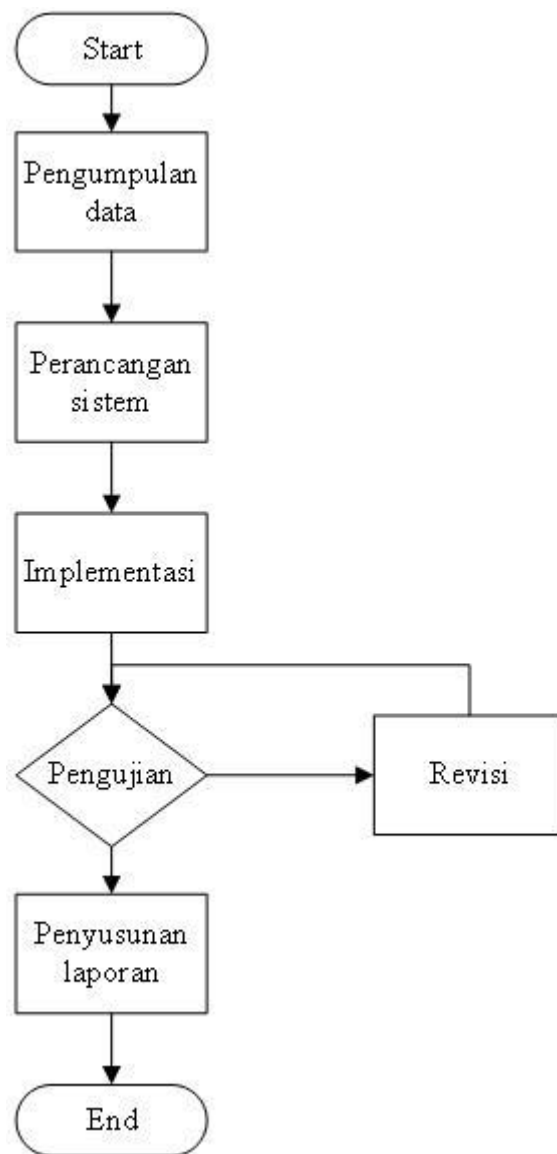 Start
Pengumpulan
data
Perancangan
sistem
Implementasi
Pengujian
Revisi
Penyusunan
laporan
End